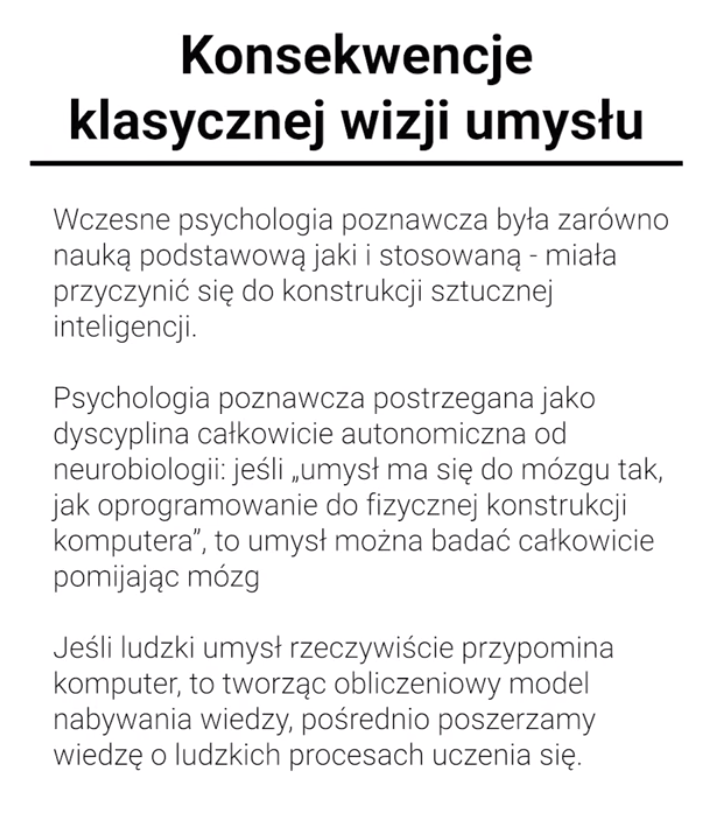 Konsekwencje
klasycznej wizji umysłu
Wczesne psychologia poznawcza była zarówno
nauką podstawową jaki i stosowaną - miała
przyczynić się do konstrukcji sztucznej
inteligencji.
Psychologia poznawcza postrzegana jako
dyscyplina całkowicie autonomiczna od
neurobiologii: jeśli „umysł ma się do mózgu tak,
jak oprogramowanie do fizycznej konstrukcji
komputera”, to umysł można badać całkowicie
pomijając mózg
Jeśli ludzki umysł rzeczywiście przypomina
komputer, to tworząc obliczeniowy model
nabywania wiedzy, pośrednio poszerzamy
wiedzę o ludzkich procesach uczenia się.